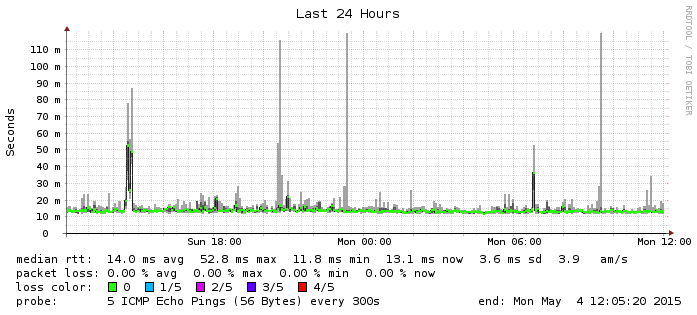 Last 24 Hours
RRDTOOL / TOBI OETIKER
Seconds
110 m
100 m
90 m
80 m
70 m
60 m
50 m
40 m
30 m
20 m
10 m
0
Sun 18:00 Mon 00:00 Mon 06:00 Mon 12:00
median rtt: 14.0 ms avg 52.8 ms max 11.8 ms min 13.1 ms now 3.6 ms sd 3.9 am/s
packet loss: 0.00 % avg 0.00 % max 0.00 % min 0.00 % now
loss color: 0 1/5 2/5 3/5 4/5
probe: 5 ICMP Echo Pings (56 Bytes) every 300s end: Mon May 4 12:05:20 2015